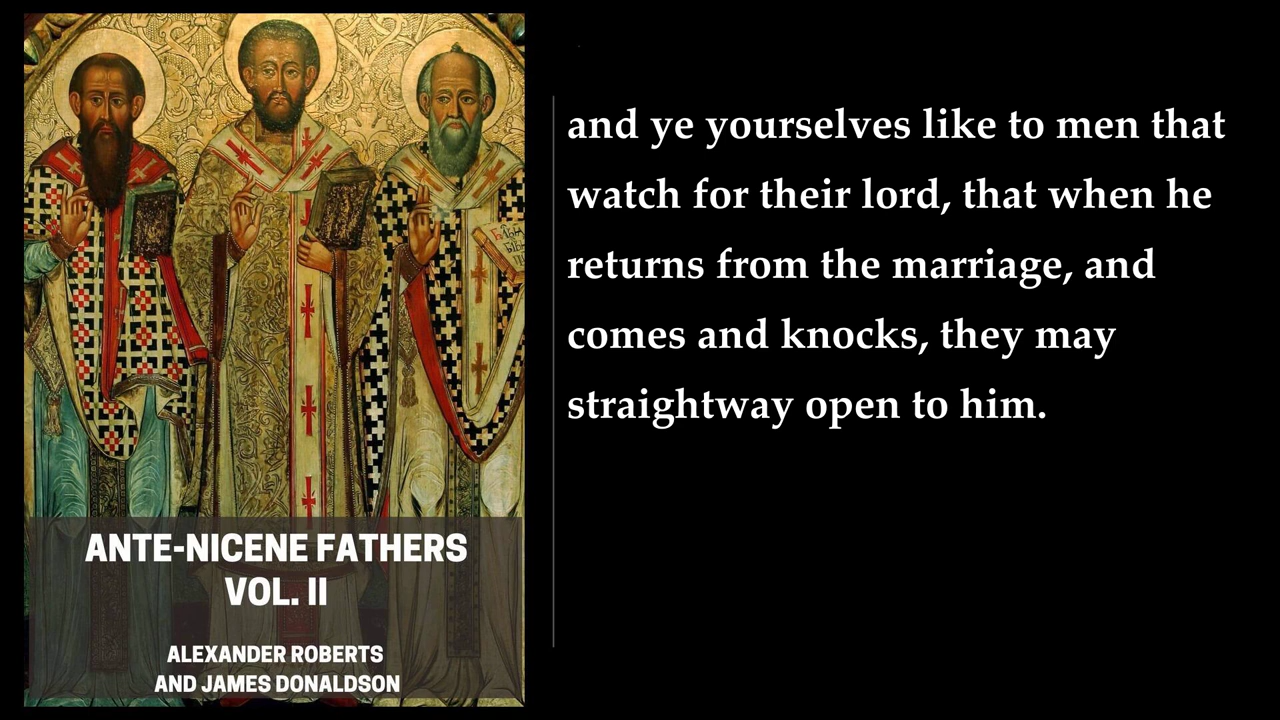 ANTE-NICENE FATHERS
VOL. II
ALEXANDER ROBERTS
AND JAMES DONALDSON
and ye yourselves like to men that
watch for their lord, that when he
returns from the marriage, and
comes and knocks, they may
straightway open to him.